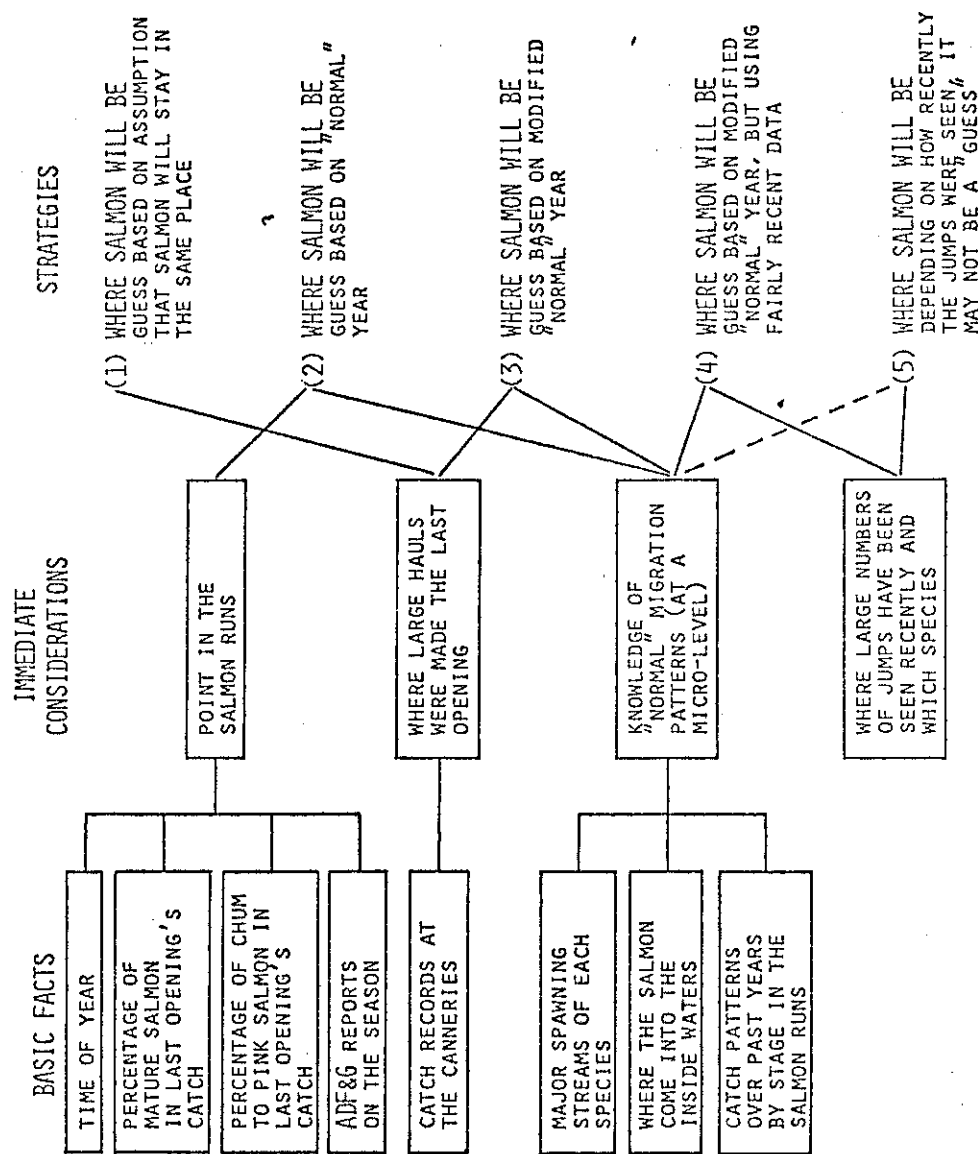 BASIC FACTS
TIME OF YEAR
PERCENTAGE OF
MATURE SALMON
IN LAST OPENING'S
CATCH
PERCENTAGE OF CHUM
TO PINK SALMON IN
LAST OPENING'S
CATCH
ADF&G REPORTS
ON THE SEASON
CATCH RECORDS AT
THE CANNERIES
MAJOR SPAWNING
STREAMS OF EACH
SPECIES
WHERE THE SALMON
COME INTO THE
INSIDE WATERS
CATCH PATTERNS
OVER PAST YEARS
BY STAGE IN THE
SALMON RUNS
IMMEDIATE
CONSIDERATIONS
POINT IN THE
SALMON RUNS
WHERE LARGE HAULS
WERE MADE THE LAST
OPENING
KNOWLEDGE OF
"NORMAL" MIGRATION
PATTERNS (AT A
MICRO-LEVEL)
WHERE LARGE NUMBERS
OF JUMPS HAVE BEEN
SEEN RECENTLY AND
WHICH SPECIES
STRATEGIES
(1) WHERE SALMON WILL BE
GUESS BASED ON ASSUMPTION
THAT SALMON WILL STAY IN
THE SAME PLACE
(2) WHERE SALMON WILL BE
GUESS BASED ON "NORMAL"
YEAR
(3) WHERE SALMON WILL BE
GUESS BASED ON MODIFIED
"NORMAL" YEAR
(4) WHERE SALMON WILL BE
GUESS BASED ON MODIFIED
"NORMAL" YEAR, BUT USING
FAIRLY RECENT DATA
(5) WHERE SALMON WILL BE
DEPENDING ON HOW RECENTLY
THE JUMPS WERE SEEN, IT
MAY NOT BE A "GUESS"